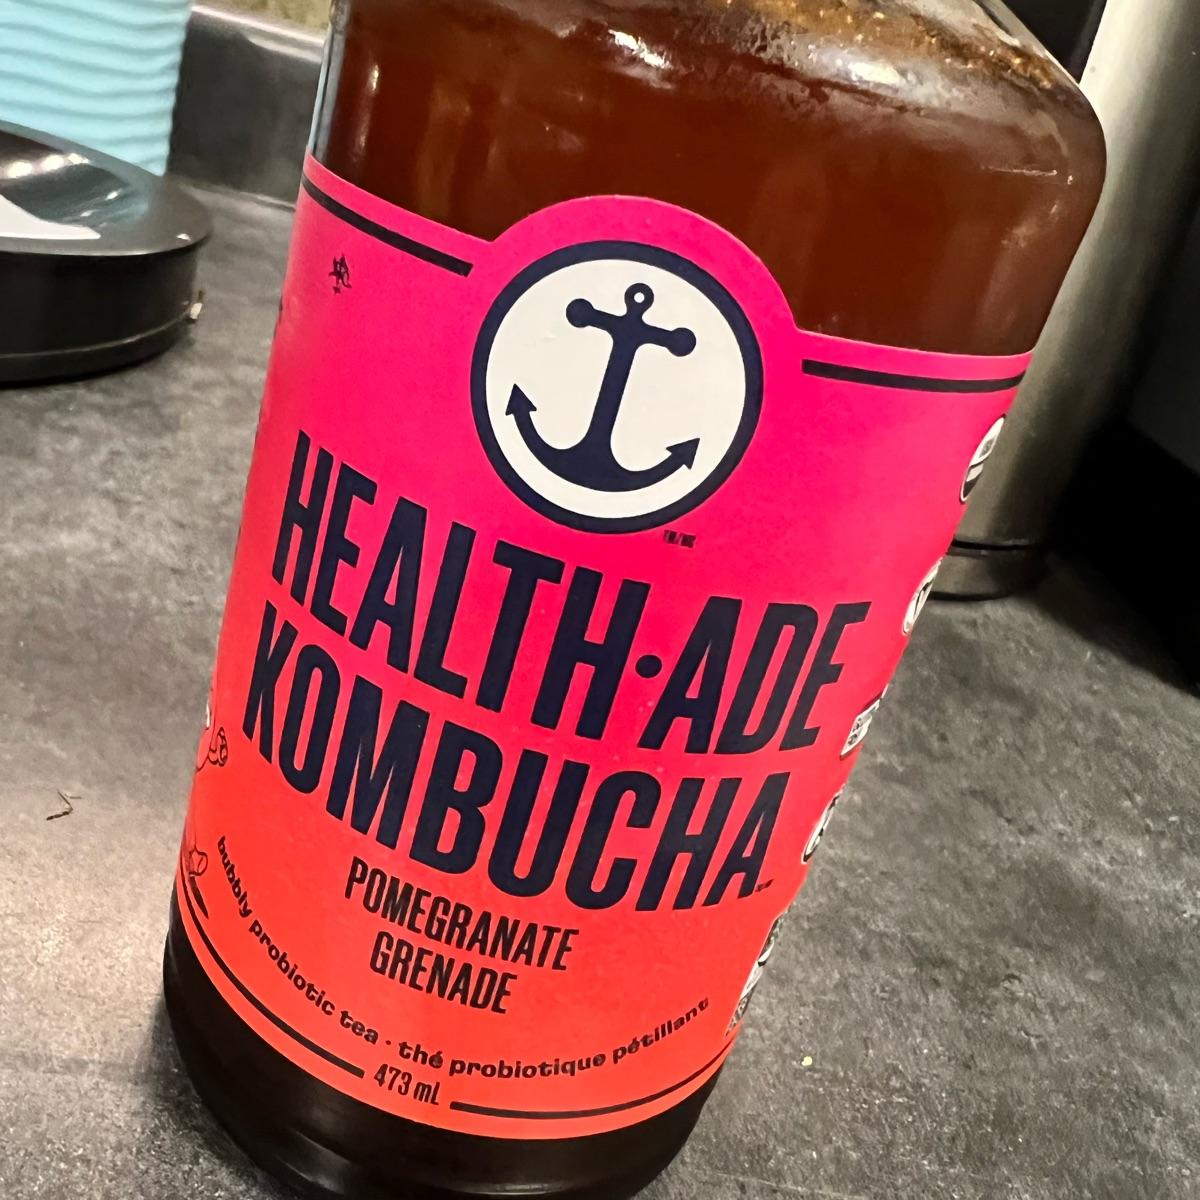 HEALTH·ADE
KOMBUCHA
POMEGRANATE
GRENADE
bubbly probiotic tea · thé probiotique pétillant
473 mL